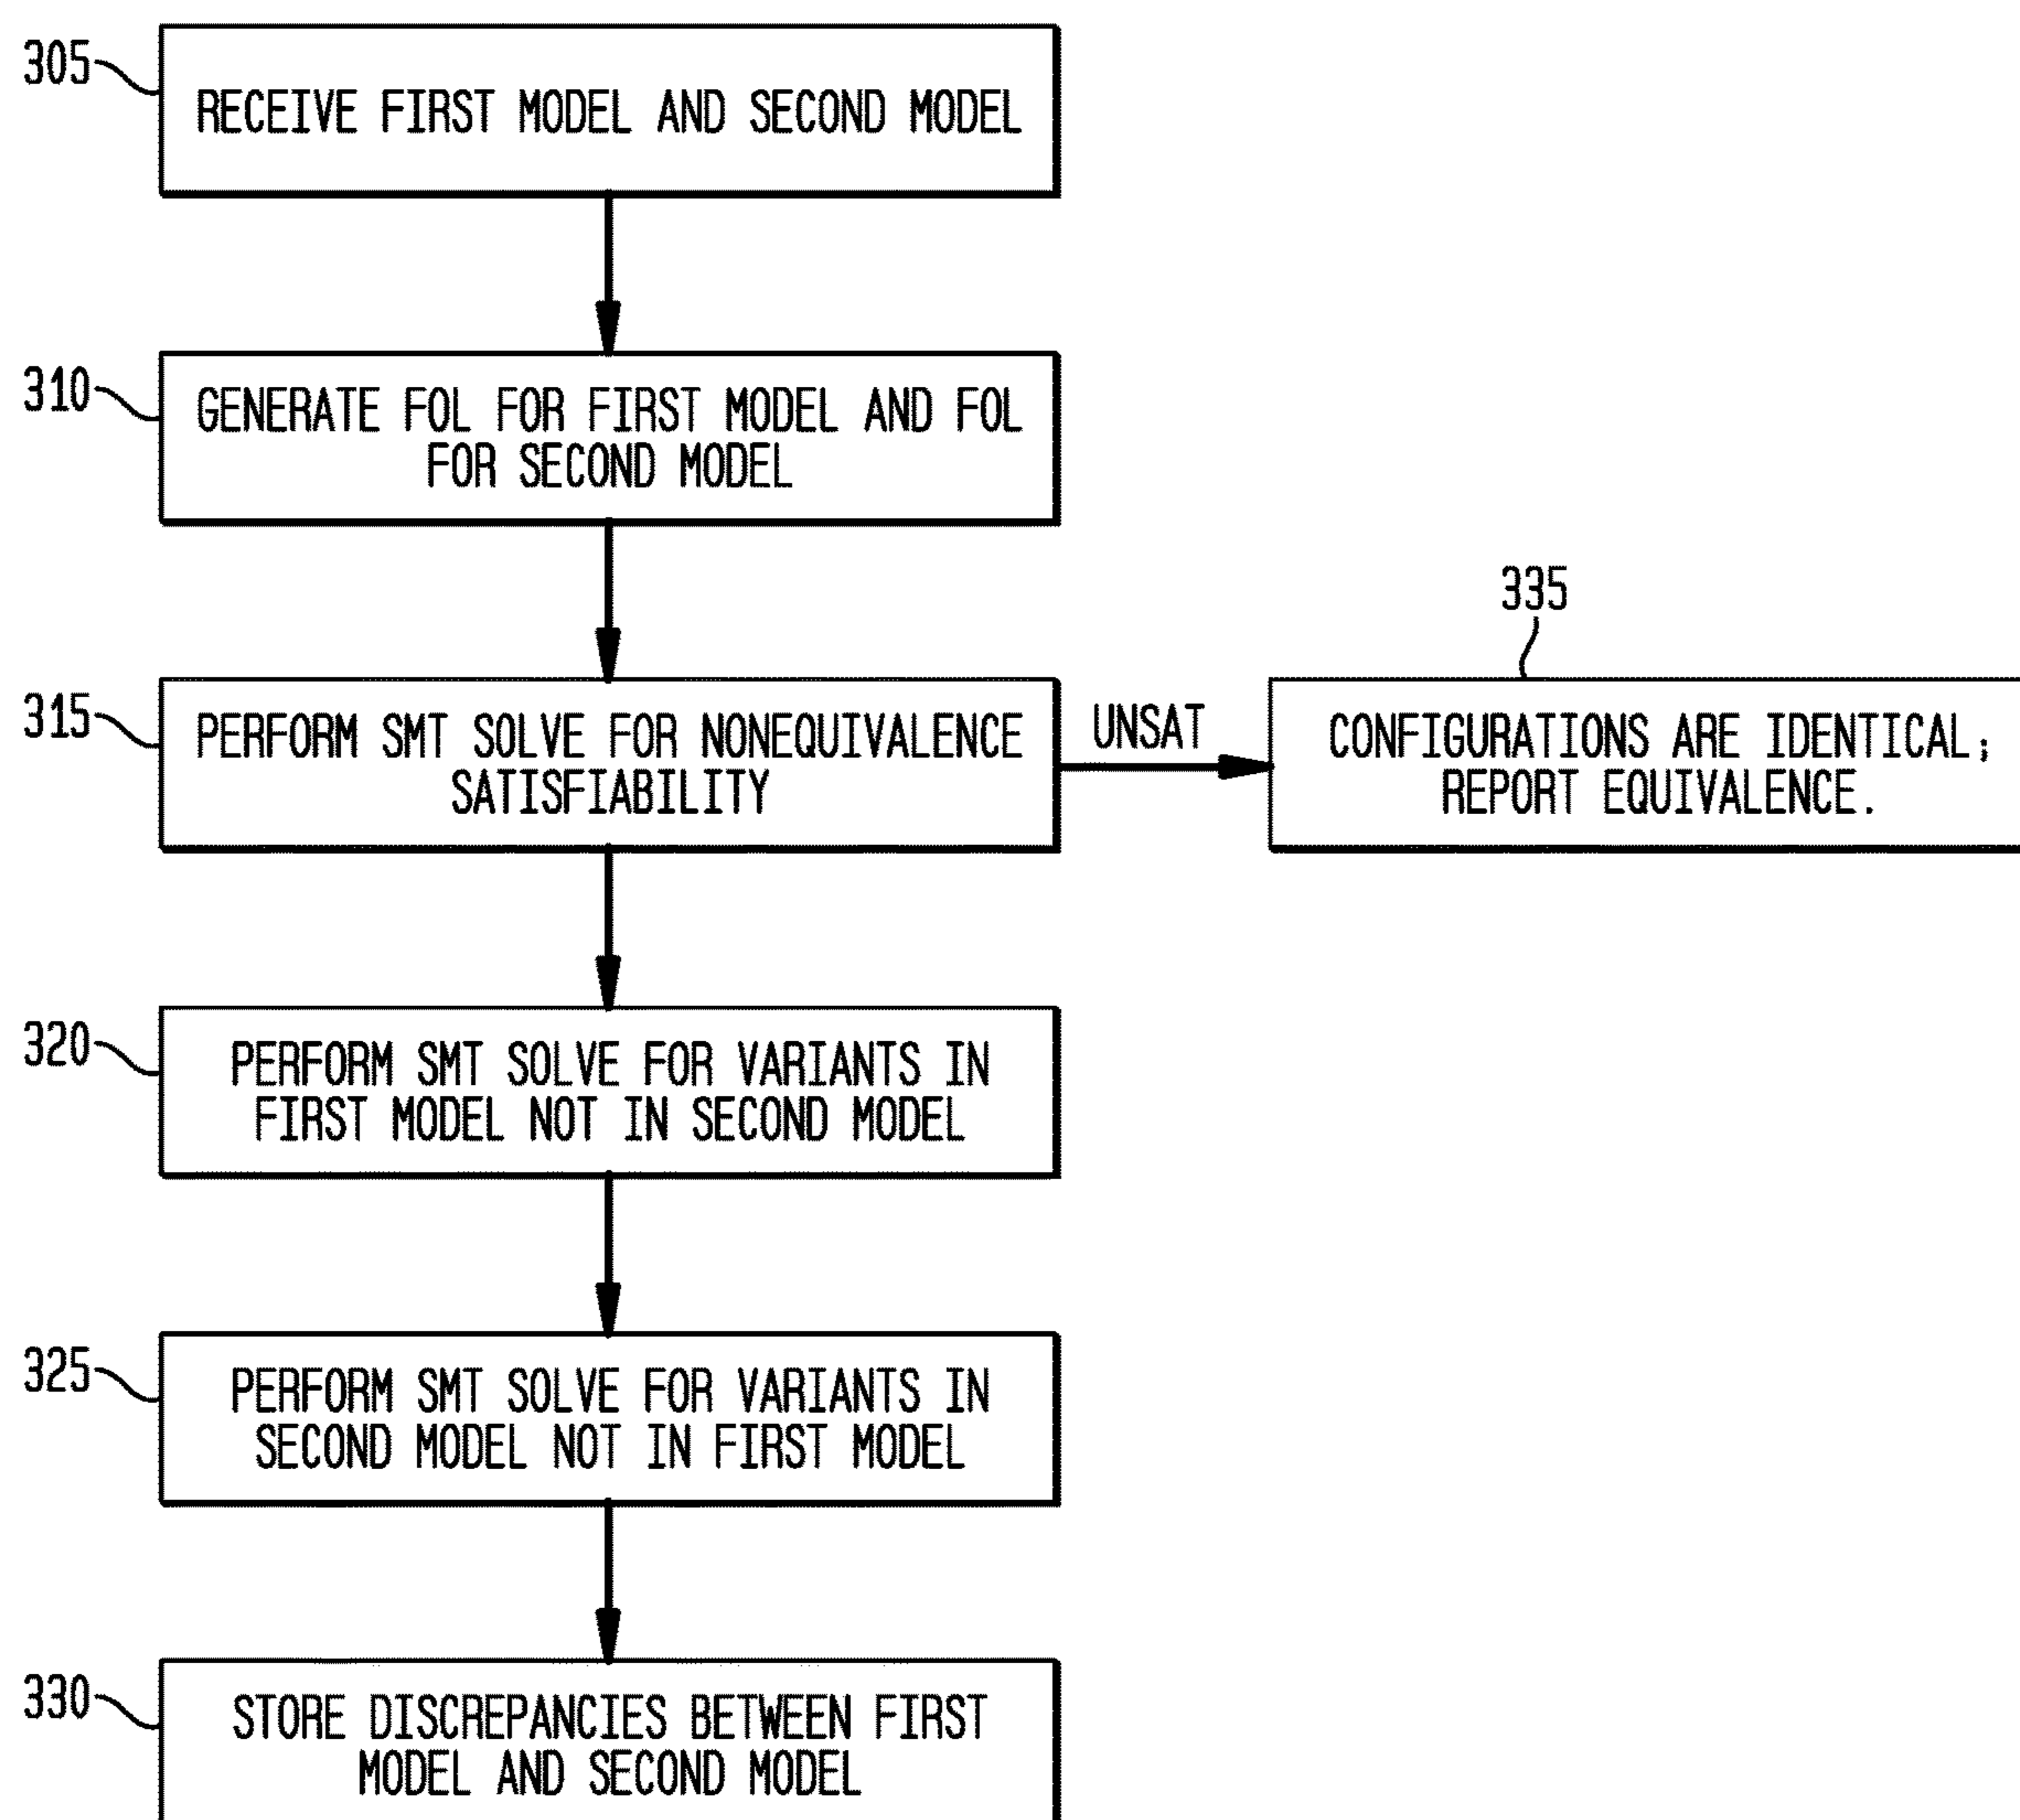 305
RECEIVE FIRST MODEL AND SECOND MODEL
310
GENERATE FOL FOR FIRST MODEL AND FOL
FOR SECOND MODEL
315
PERFORM SMT SOLVE FOR NONEQUIVALENCE
SATISFIABILITY
UNSAT
335
CONFIGURATIONS ARE IDENTICAL;
REPORT EQUIVALENCE.
320
PERFORM SMT SOLVE FOR VARIANTS IN
FIRST MODEL NOT IN SECOND MODEL
325
PERFORM SMT SOLVE FOR VARIANTS IN
SECOND MODEL NOT IN FIRST MODEL
330
STORE DISCREPANCIES BETWEEN FIRST
MODEL AND SECOND MODEL